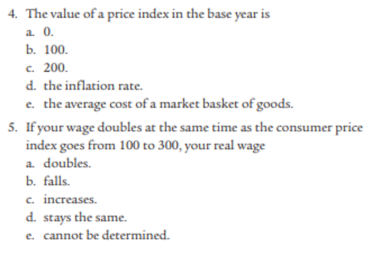 4. The value of a price index in the base year is
a. 0.
b. 100.
c. 200.
d. the inflation rate.
e. the average cost of a market basket of goods.
5. If your wage doubles at the same time as the consumer price
index goes from 100 to 300, your real wage
a. doubles.
b. falls.
c. increases.
d. stays the same.
e. cannot be determined.